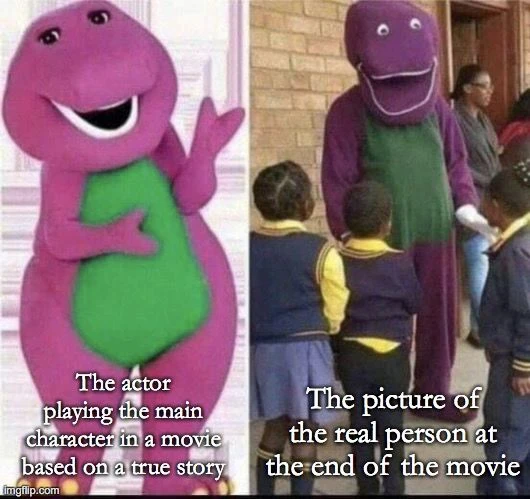 The actor
playing the main
character in a movie
based on a true story
The picture of
the real person at
the end of the movie
imgflip.com